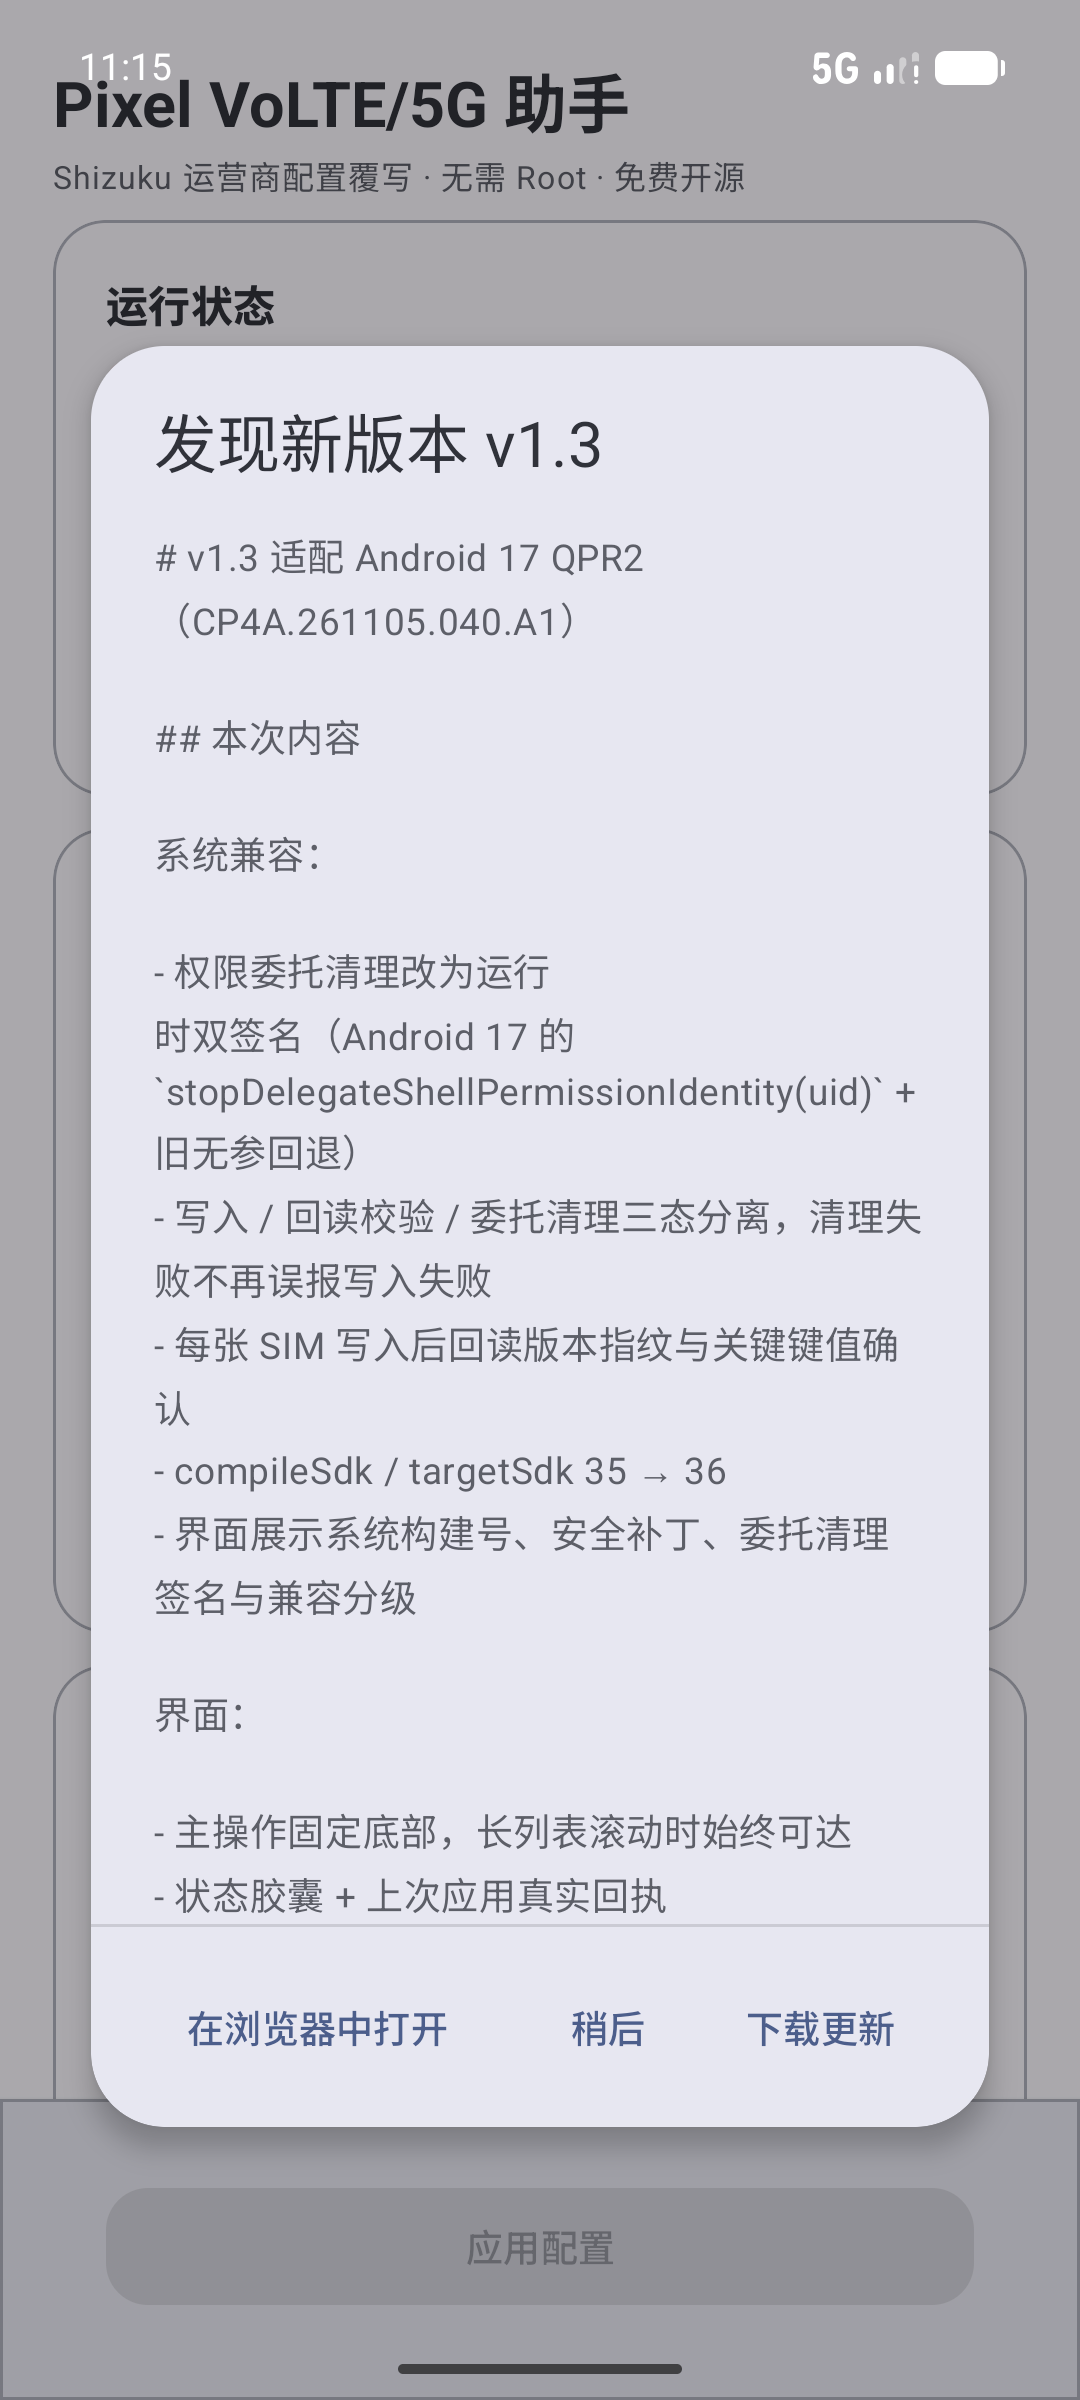 11:15
5G
Pixel VoLTE/5G 助手
Shizuku 运营商配置覆写 · 无需 Root · 免费开源
运行状态
发现新版本 v1.3
# v1.3 适配 Android 17 QPR2
（CP4A.261105.040.A1）
## 本次内容
系统兼容：
- 权限委托清理改为运行
时双签名（Android 17 的
`stopDelegateShellPermissionIdentity(uid)` +
旧无参回退）
- 写入 / 回读校验 / 委托清理三态分离，清理失
败不再误报写入失败
- 每张 SIM 写入后回读版本指纹与关键键值确
认
- compileSdk / targetSdk 35 → 36
- 界面展示系统构建号、安全补丁、委托清理
签名与兼容分级
界面：
- 主操作固定底部，长列表滚动时始终可达
- 状态胶囊 + 上次应用真实回执
在浏览器中打开
稍后
下载更新
应用配置